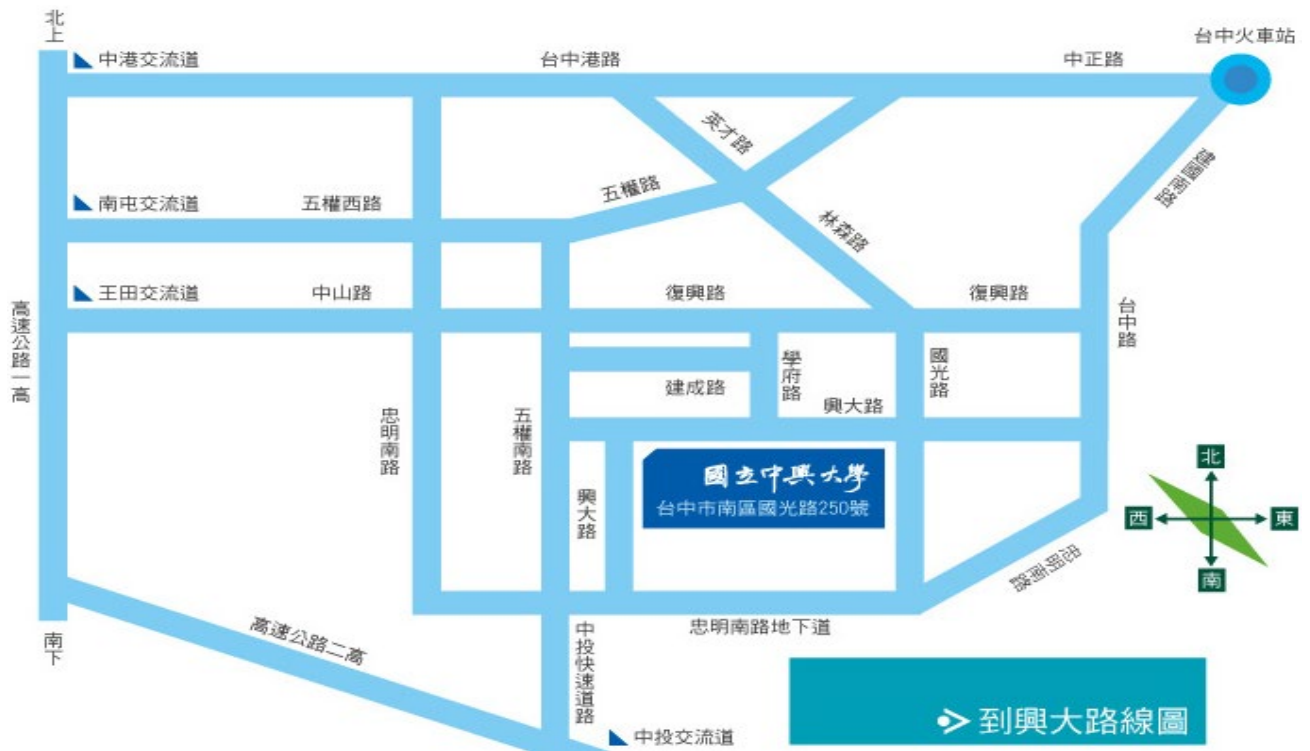 北上
台中火車站
中港交流道
台中港路
中正路
英才路
建國南路
五權路
南屯交流道
五權西路
林森路
王田交流道
中山路
復興路
復興路
高速公路一高
台中路
學府路
國光路
建成路
興大路
忠明南路
五權南路
國立中興大學
台中市南區國光路250號
興大路
北
西
東
南
忠明南路
忠明南路地下道
南下
高速公路二高
中投快速道路
到興大路線圖
中投交流道